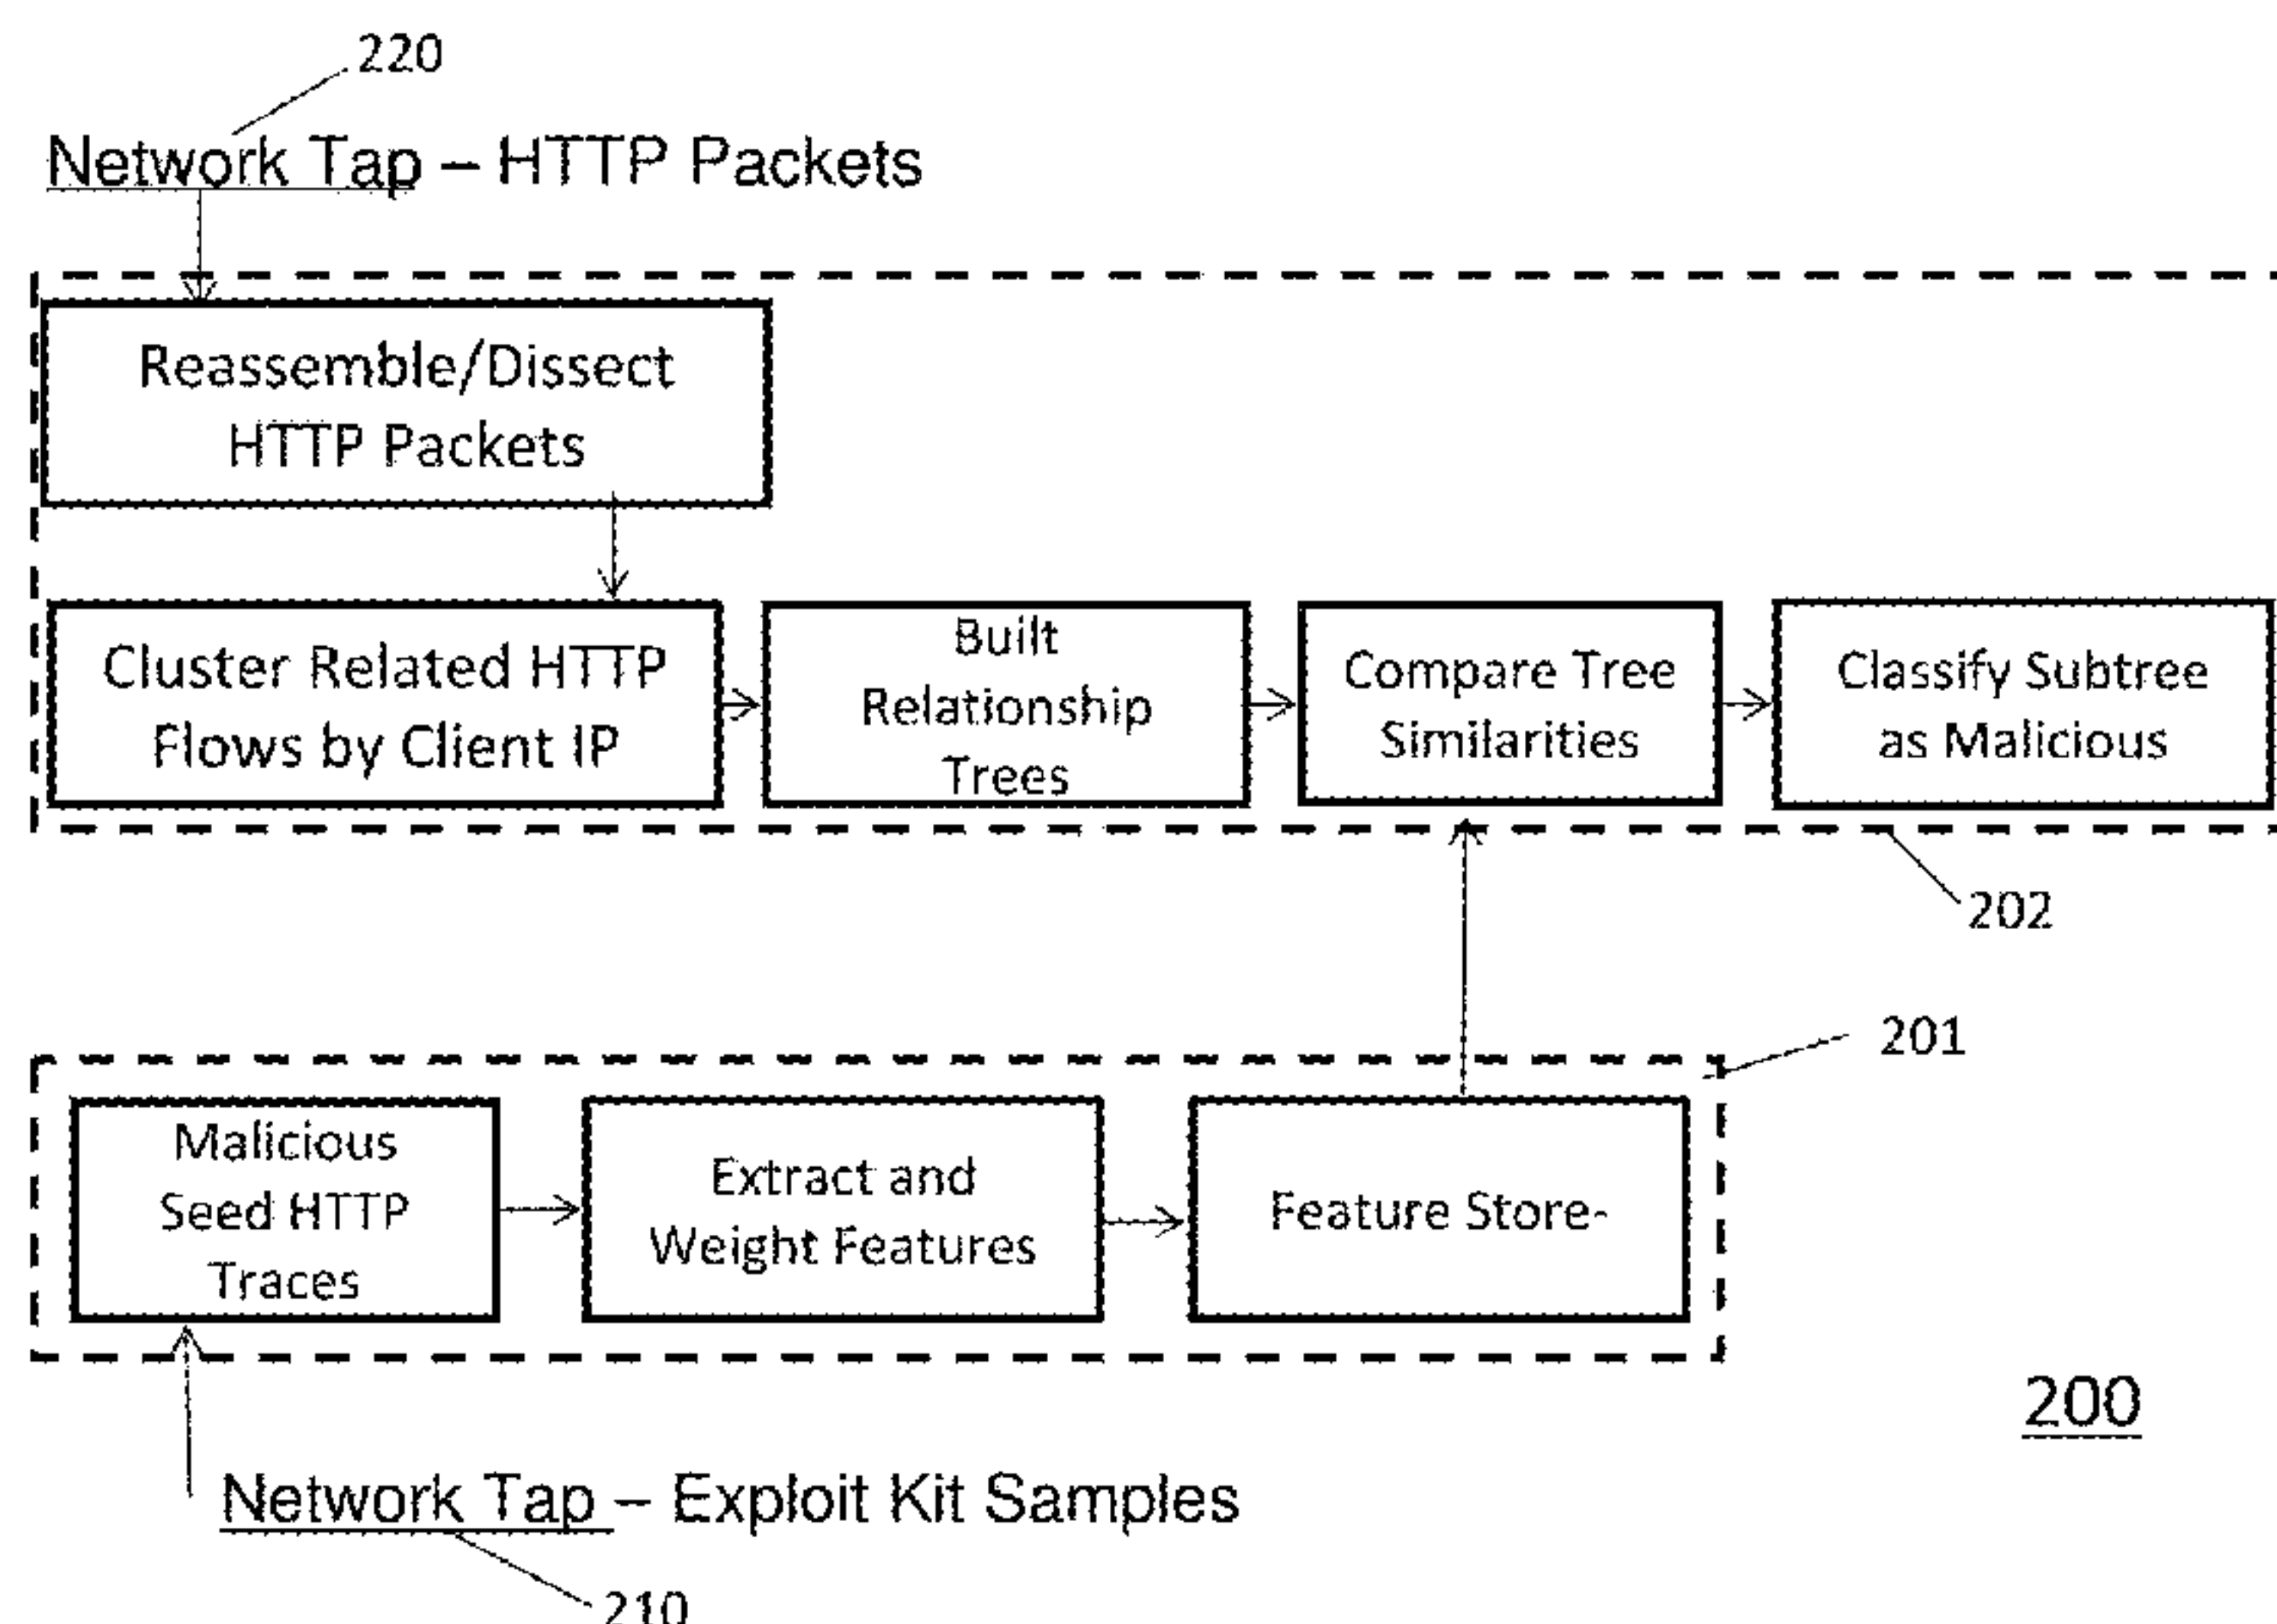 220
Network Tap – HTTP Packets
Reassemble/Dissect
HTTP Packets
Cluster Related HTTP
Flows by Client IP
Built
Relationship
Trees
Compare Tree
Similarities
Classify Subtree
as Malicious
202
201
Malicious
Seed HTTP
Traces
Extract and
Weight Features
Feature Store-
200
Network Tap – Exploit Kit Samples
210